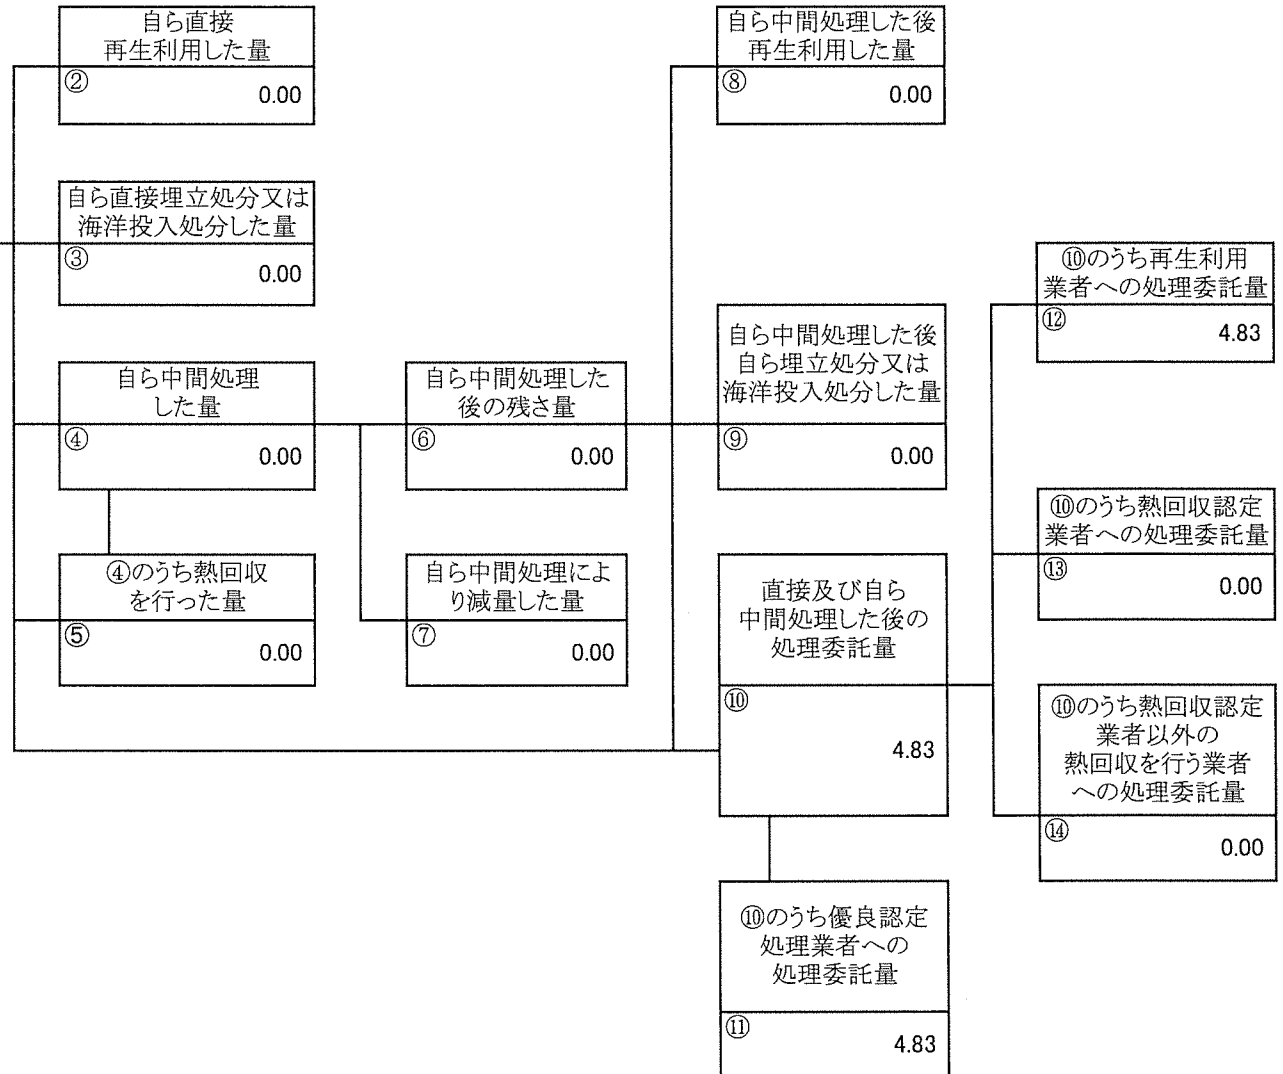 自ら直接
再生利用した量
②
0.00
自ら直接埋立処分又は
海洋投入処分した量
③
0.00
自ら中間処理
した量
④
0.00
④のうち熱回収
を行った量
⑤
0.00
自ら中間処理した
後の残さ量
⑥
0.00
自ら中間処理によ
り減量した量
⑦
0.00
自ら中間処理した後
再生利用した量
⑧
0.00
自ら中間処理した後
自ら埋立処分又は
海洋投入処分した量
⑨
0.00
直接及び自ら
中間処理した後の
処理委託量
⑩
4.83
⑩のうち優良認定
処理業者への
処理委託量
⑪
4.83
⑩のうち再生利用
業者への処理委託量
⑫
4.83
⑩のうち熱回収認定
業者への処理委託量
⑬
0.00
⑩のうち熱回収認定
業者以外の
熱回収を行う業者
への処理委託量
⑭
0.00